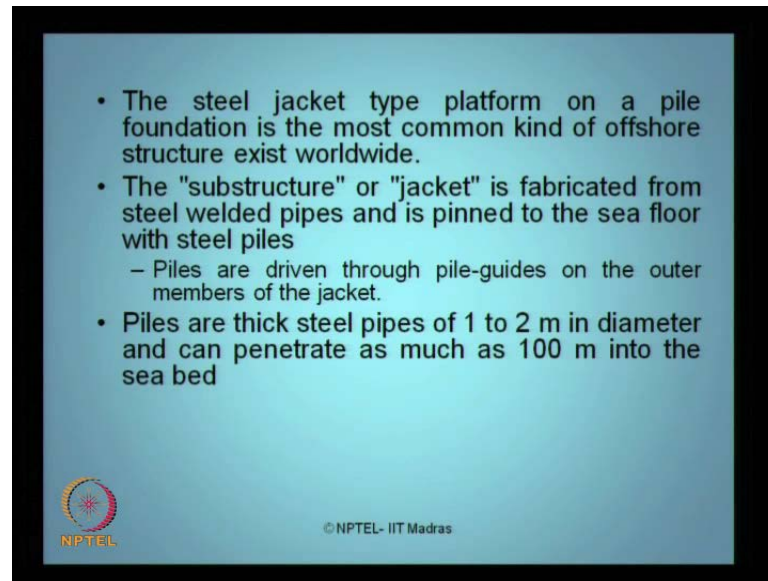 • The steel jacket type platform on a pile
foundation is the most common kind of offshore
structure exist worldwide.
• The "substructure" or "jacket" is fabricated from
steel welded pipes and is pinned to the sea floor
with steel piles
– Piles are driven through pile-guides on the outer
members of the jacket.
• Piles are thick steel pipes of 1 to 2 m in diameter
and can penetrate as much as 100 m into the
sea bed
NPTEL
© NPTEL- IIT Madras